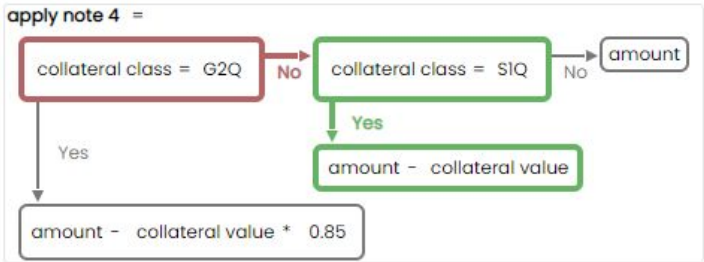 apply note 4 =
collateral class = G2Q
No
collateral class = S1Q
No
amount
Yes
Yes
amount - collateral value
amount - collateral value * 0.85